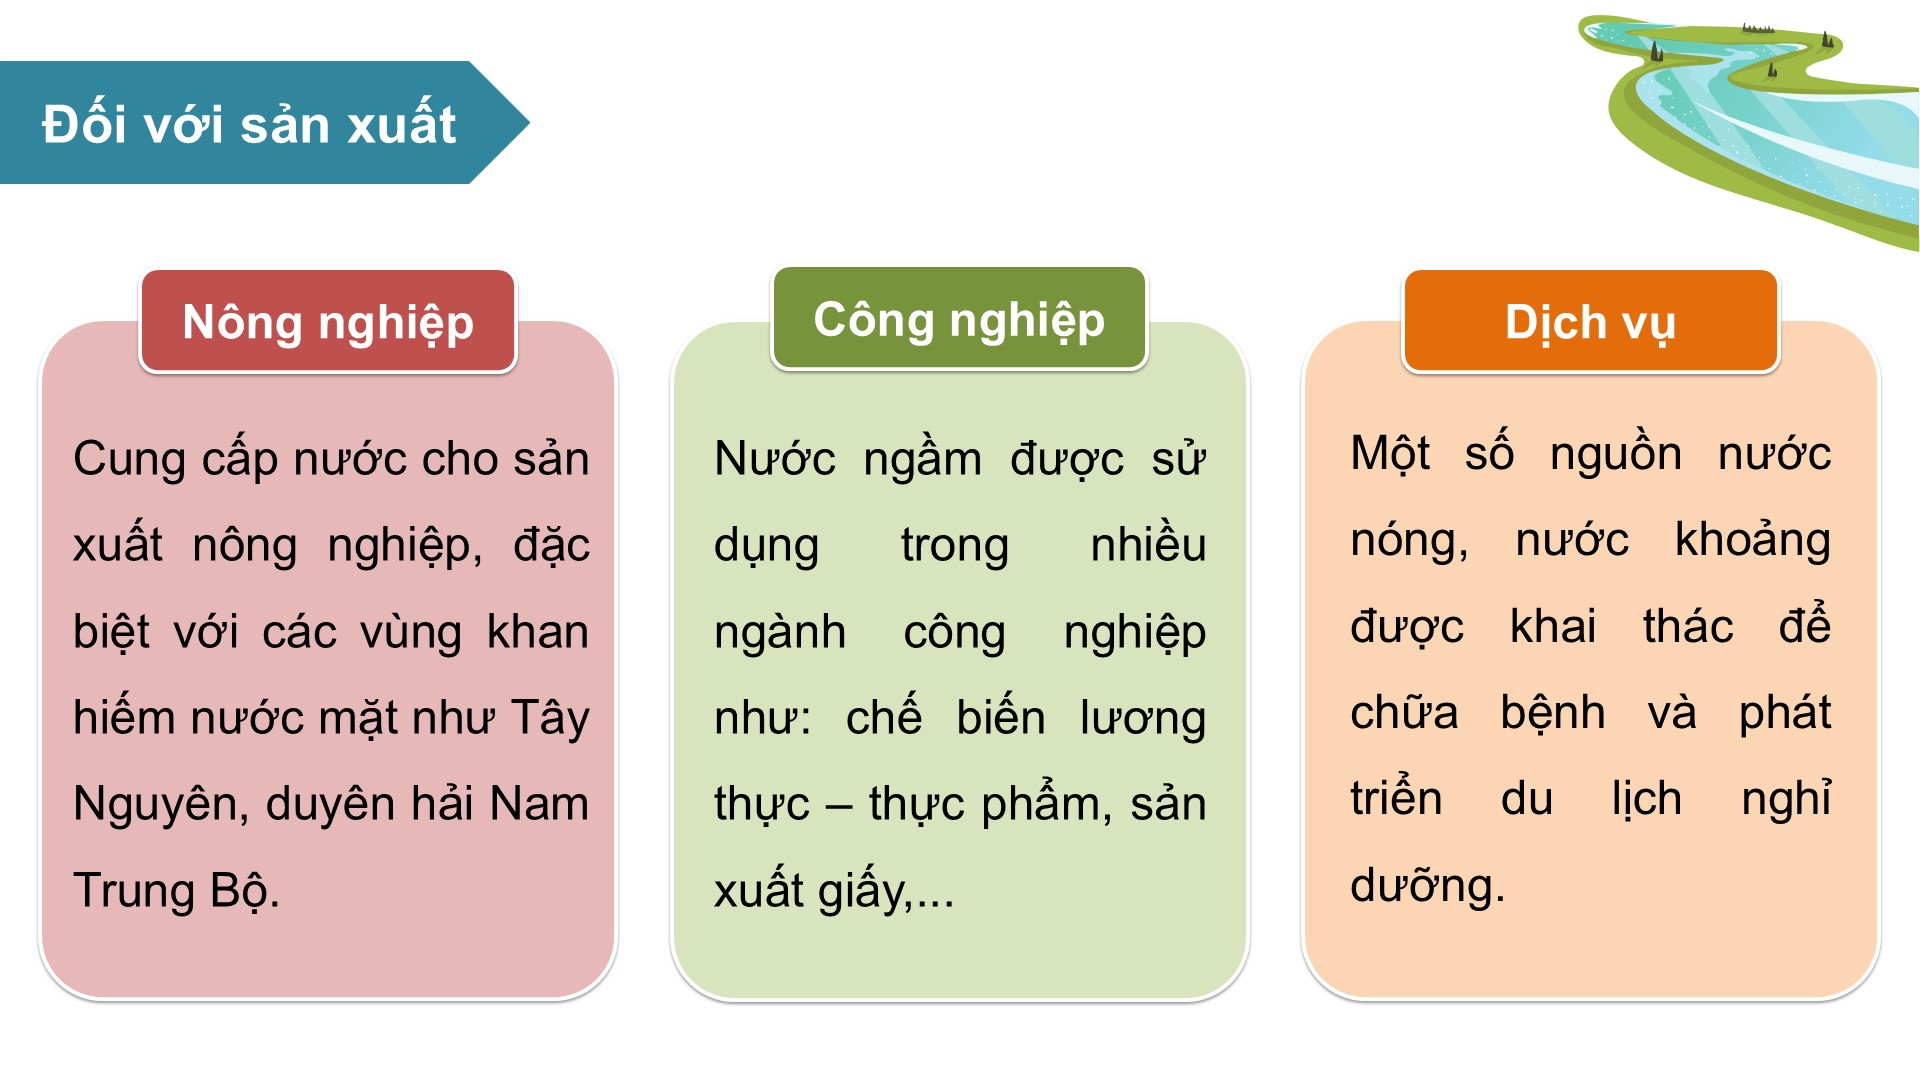 Đối với sản xuất
Nông nghiệp
Cung cấp nước cho sản
xuất nông nghiệp, đặc
biệt với các vùng khan
hiếm nước mặt như Tây
Nguyên, duyên hải Nam
Trung Bộ.
Công nghiệp
Nước ngầm được sử
dụng trong nhiều
ngành công nghiệp
như: chế biến lương
thực – thực phẩm, sản
xuất giấy,...
Dịch vụ
Một số nguồn nước
nóng, nước khoảng
được khai thác để
chữa bệnh và phát
triển du lịch nghỉ
dưỡng.